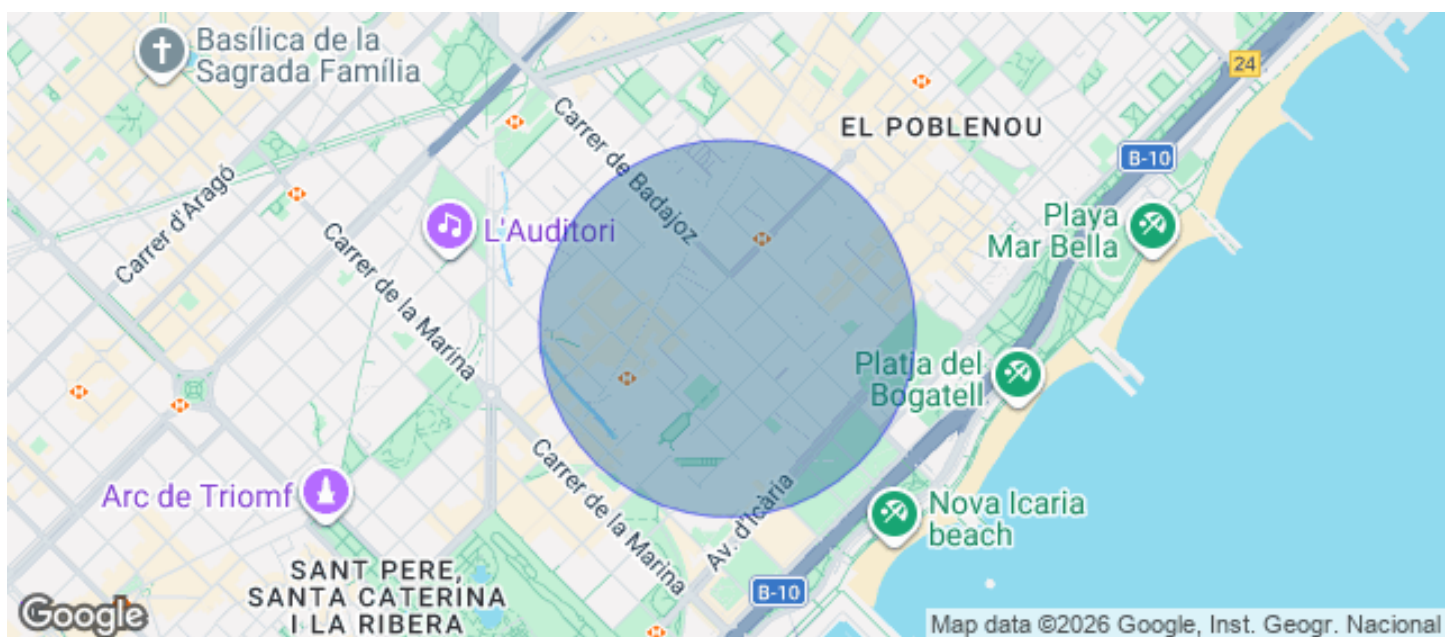 Basílica de la
Sagrada Família
24
EL POBLENOU
B-10
Carrer de Badajoz
Carrer d'Aragó
L'Auditori
Playa
Mar Bella
Carrer de la Marina
Platja del
Bogatell
Arc de Triomf
Carrer de la Marina
Av. d'Icària
Nova Icaria
beach
SANT PERE,
SANTA CATERINA
I LA RIBERA
B-10
Google
Map data ©2026 Google, Inst. Geogr. Nacional